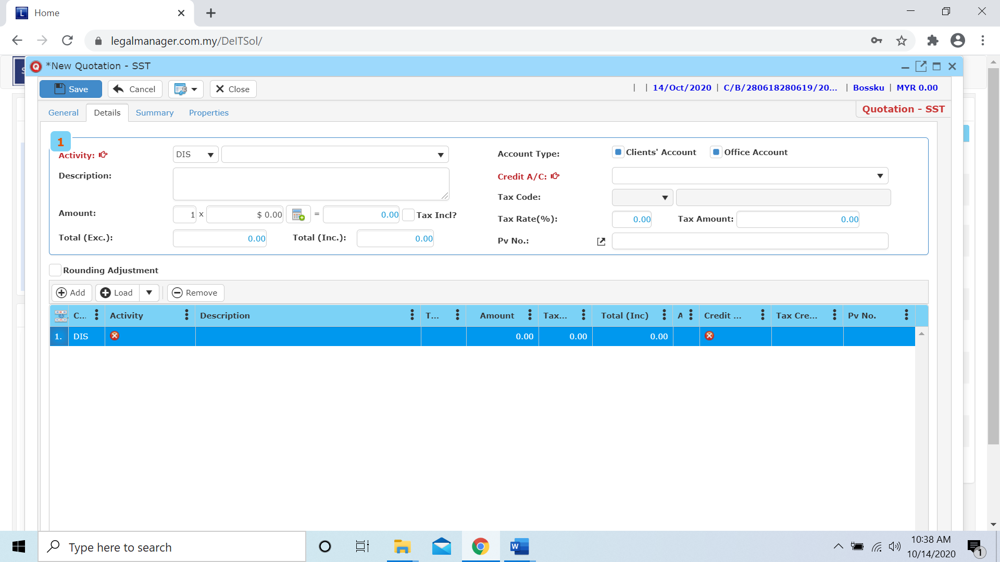 Home
legalmanager.com.my/DelTSol/
*New Quotation - SST
Save Cancel Close | | 14/Oct/2020 | C/B/280618280619/20... | Bossku | MYR 0.00
General Details Summary Properties Quotation - SST
1
Activity: DIS Account Type: Clients' Account Office Account
Description: Credit A/C:
Tax Code:
Amount: 1 x $ 0.00 = 0.00 Tax Incl? Tax Rate(%): 0.00 Tax Amount: 0.00
Total (Exc.): 0.00 Total (Inc.): 0.00 Pv No.:
Rounding Adjustment
Add Load Remove
C... Activity Description T... Amount Tax... Total (Inc) A Credit ... Tax Cre... Pv No.
1. DIS 0.00 0.00 0.00
Type here to search
10:38 AM
10/14/2020
1